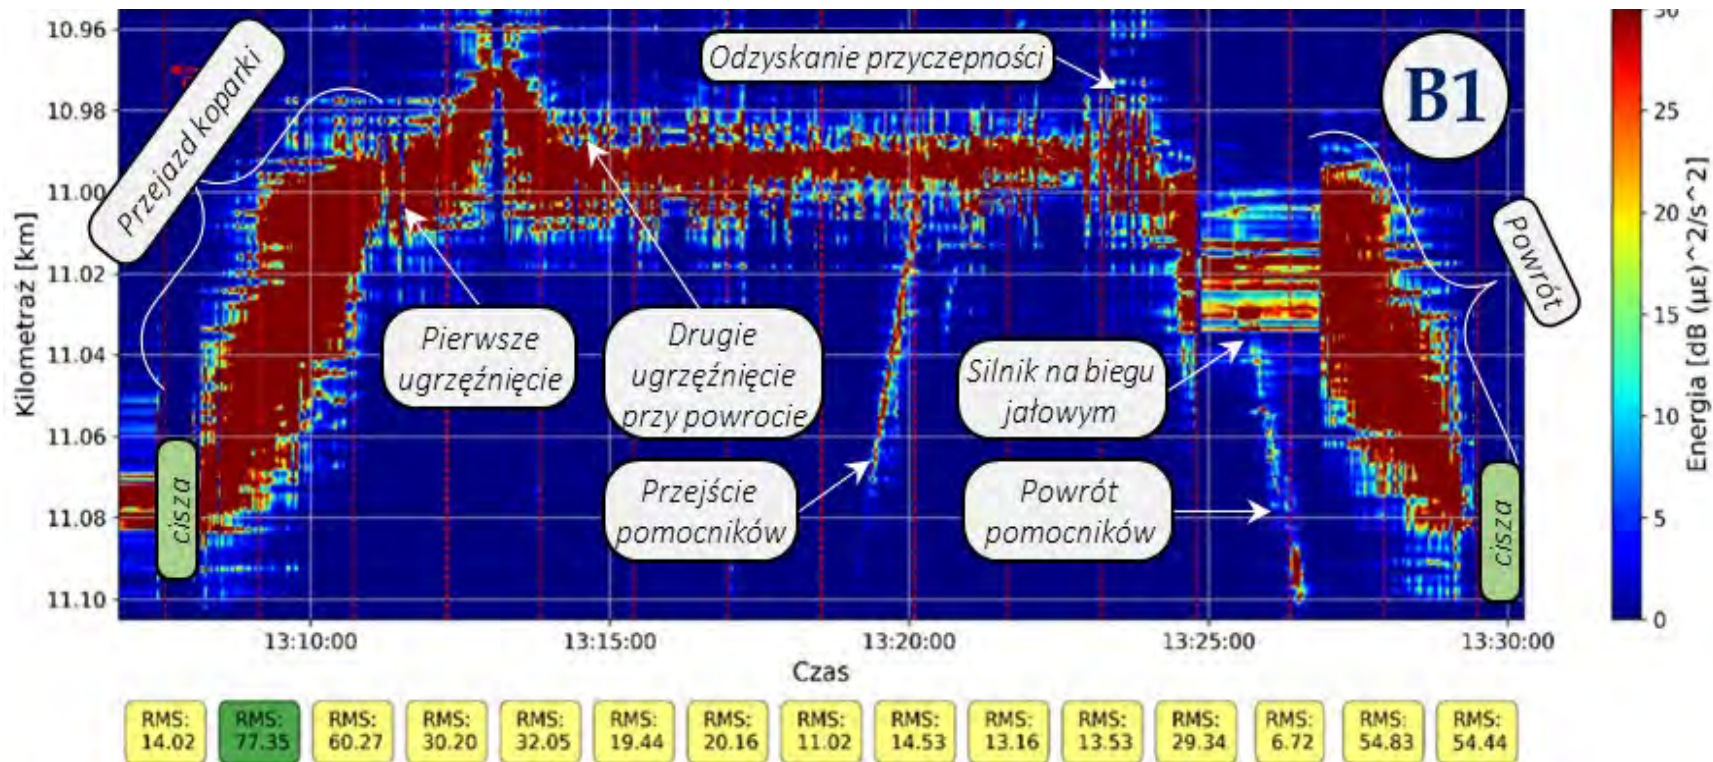 10.96
10.98
11.00
11.02
11.04
11.06
11.08
11.10
Kilometraż [km]
Przejazd koparki
Odzyskanie przyczepności
B1
Pierwsze
ugrzęźnięcie
Drugie
ugrzęźnięcie
przy powrocie
Silnik na biegu
jałowym
Przejście
pomocników
Powrót
pomocników
Powrót
cisza
cisza
13:10:00
13:15:00
13:20:00
13:25:00
13:30:00
Czas
30
25
20
15
10
5
0
Energia [dB (με)^2/s^2]
RMS:
14.02
RMS:
77.35
RMS:
60.27
RMS:
30.20
RMS:
32.05
RMS:
19.44
RMS:
20.16
RMS:
11.02
RMS:
14.53
RMS:
13.16
RMS:
13.53
RMS:
29.34
RMS:
6.72
RMS:
54.83
RMS:
54.44